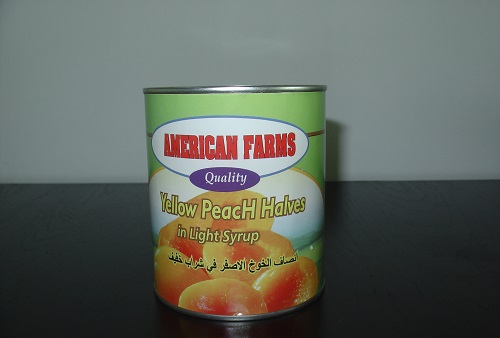 AMERICAN FARMS
Quality
Yellow PeacH Halves
in Light Syrup
انصاف الخوخ الاصفر في شراب خفيف